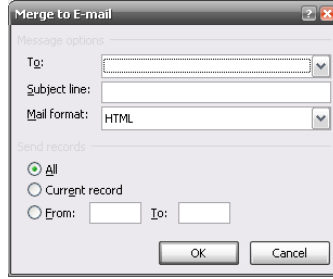 Merge to E-mail
Message options
To:
Subject line:
Mail format: HTML
Send records
All
Current record
From: To:
OK Cancel